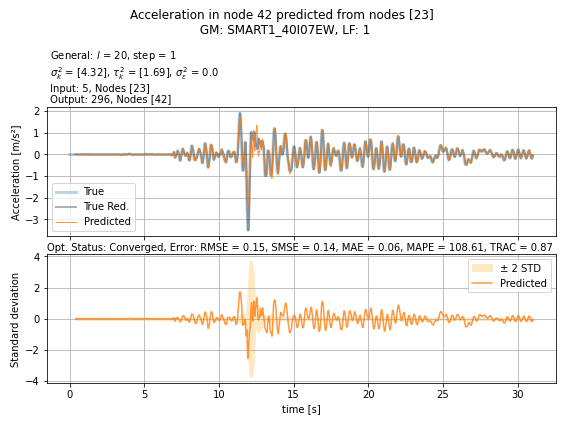 Acceleration in node 42 predicted from nodes [23]
GM: SMART1_40I07EW, LF: 1
General: l = 20, step = 1
σ²ₖ = [4.32], τ²ₖ = [1.69], σ²ε = 0.0
Input: 5, Nodes [23]
Output: 296, Nodes [42]
Acceleration [m/s²]
2
1
0
−1
−2
−3
True
True Red.
Predicted
Opt. Status: Converged, Error: RMSE = 0.15, SMSE = 0.14, MAE = 0.06, MAPE = 108.61, TRAC = 0.87
Standard deviation
4
2
0
−2
−4
± 2 STD
Predicted
0 5 10 15 20 25 30
time [s]